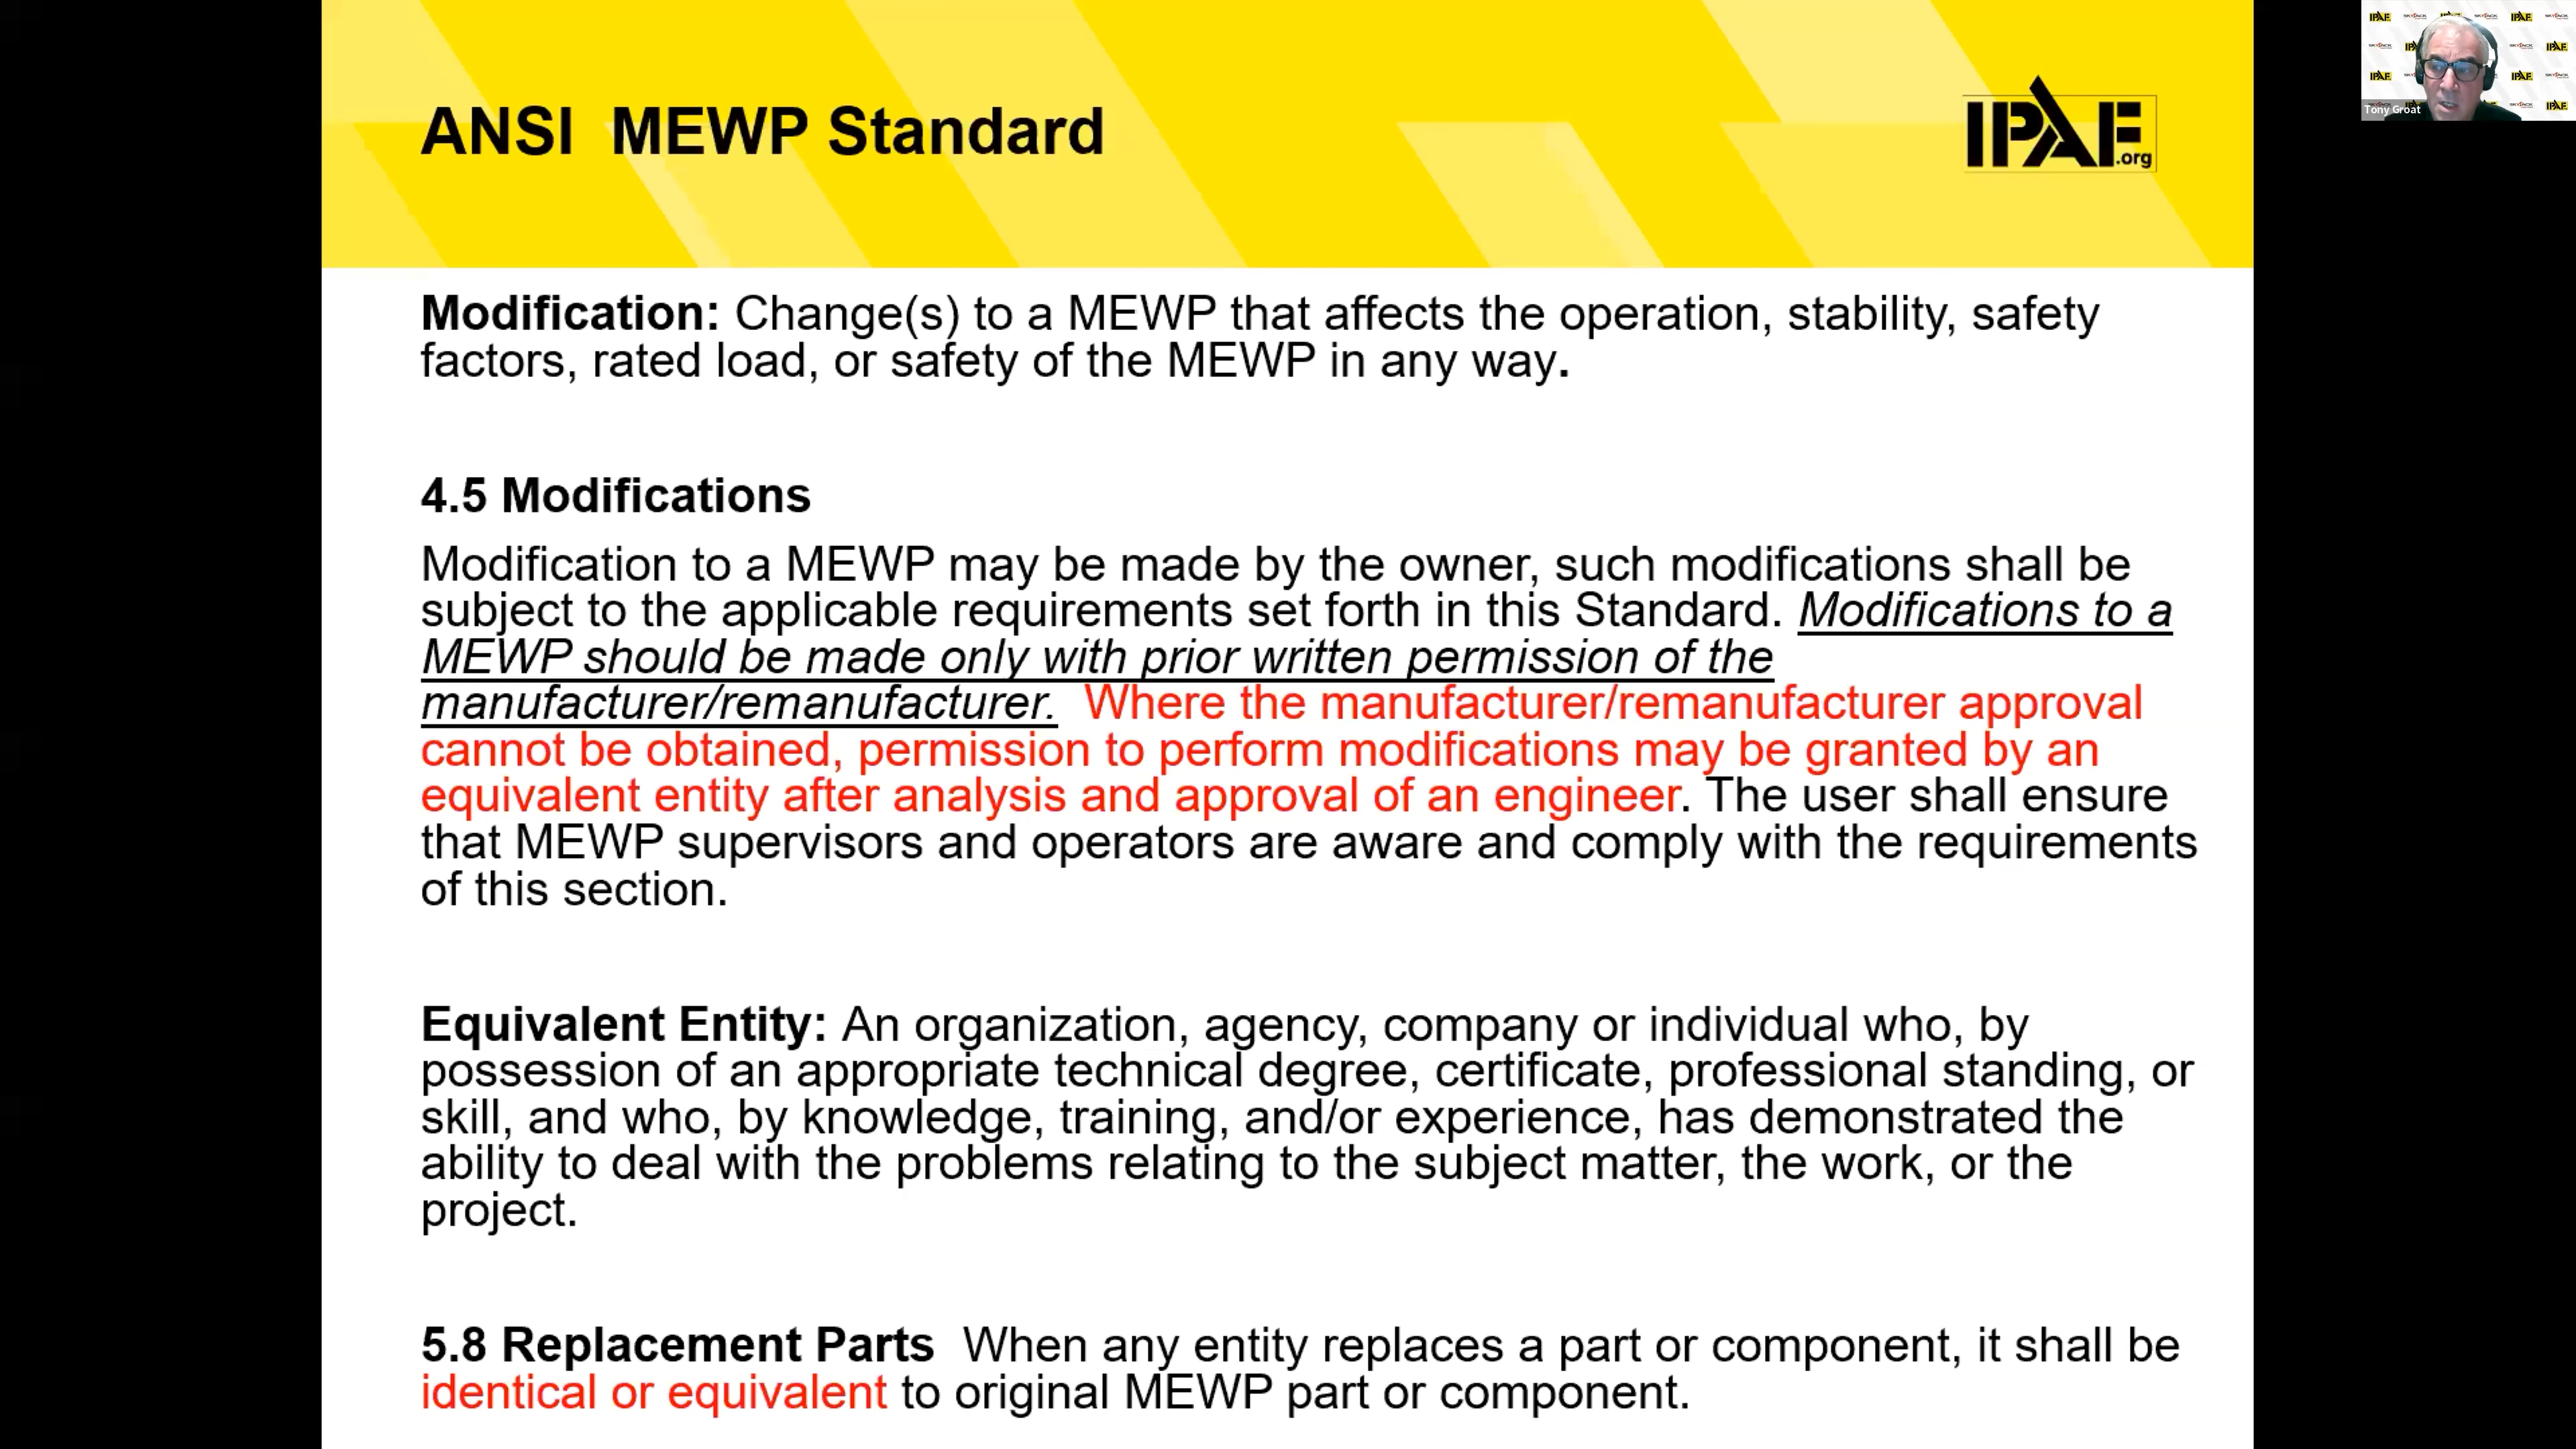 ANSI  MEWP Standard
IPAF
.org
Modification: Change(s) to a MEWP that affects the operation, stability, safety
factors, rated load, or safety of the MEWP in any way.
4.5 Modifications
Modification to a MEWP may be made by the owner, such modifications shall be
subject to the applicable requirements set forth in this Standard. Modifications to a
MEWP should be made only with prior written permission of the
manufacturer/remanufacturer.  Where the manufacturer/remanufacturer approval
cannot be obtained, permission to perform modifications may be granted by an
equivalent entity after analysis and approval of an engineer. The user shall ensure
that MEWP supervisors and operators are aware and comply with the requirements
of this section.
Equivalent Entity: An organization, agency, company or individual who, by
possession of an appropriate technical degree, certificate, professional standing, or
skill, and who, by knowledge, training, and/or experience, has demonstrated the
ability to deal with the problems relating to the subject matter, the work, or the
project.
5.8 Replacement Parts  When any entity replaces a part or component, it shall be
identical or equivalent to original MEWP part or component.
IPAF SKYJACK IPAF SKYJACK
IPAF
IPAF IPAF
IPAF
Tony Groat